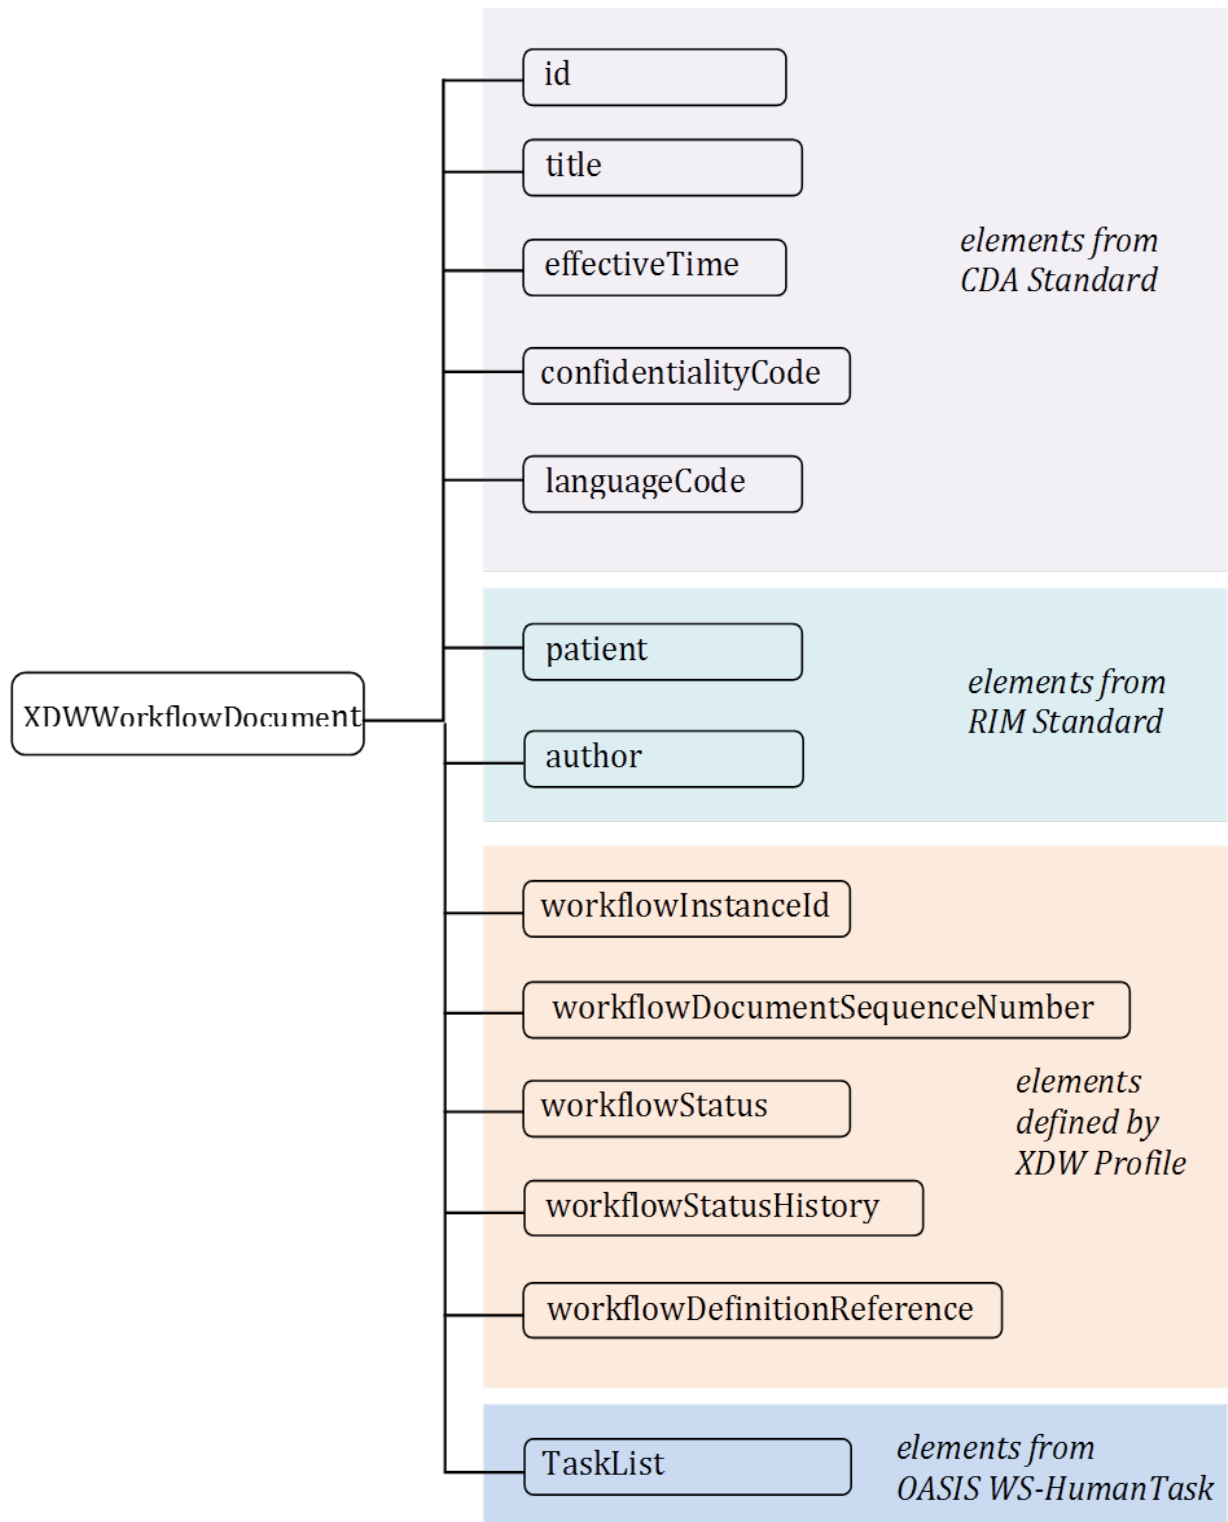 id
title
effectiveTime
elements from
CDA Standard
confidentialityCode
languageCode
patient
elements from
RIM Standard
XDWWorkflowDocument
author
workflowInstanceId
workflowDocumentSequenceNumber
workflowStatus
elements
defined by
XDW Profile
workflowStatusHistory
workflowDefinitionReference
TaskList
elements from
OASIS WS-HumanTask